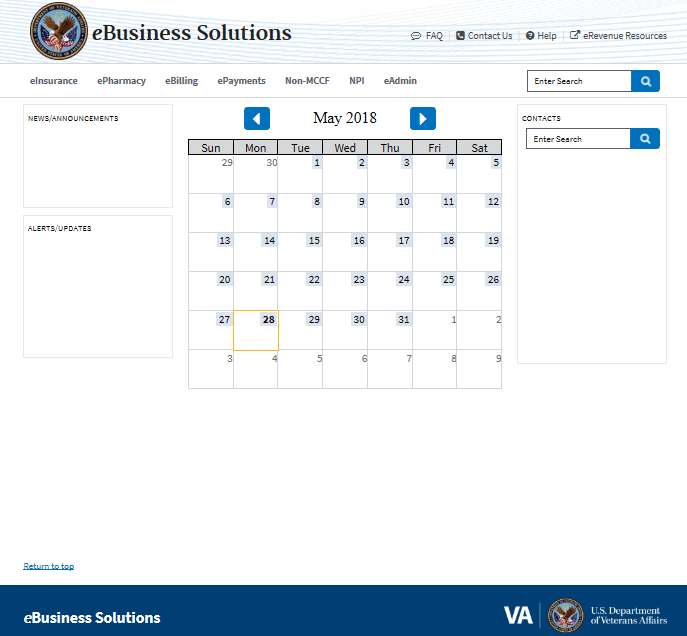 eBusiness Solutions
FAQ Contact Us Help eRevenue Resources
eInsurance ePharmacy eBilling ePayments Non-MCCF NPI eAdmin Enter Search
NEWS/ANNOUNCEMENTS
ALERTS/UPDATES
May 2018
Sun Mon Tue Wed Thu Fri Sat
29 30 1 2 3 4 5
6 7 8 9 10 11 12
13 14 15 16 17 18 19
20 21 22 23 24 25 26
27 28 29 30 31 1 2
3 4 5 6 7 8 9
CONTACTS
Enter Search
Return to top
eBusiness Solutions
VA
U.S. Department
of Veterans Affairs